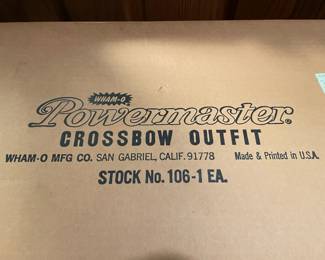 WHAM-O
Powermaster®
CROSSBOW OUTFIT
WHAM-O MFG CO. SAN GABRIEL, CALIF. 91778 Made & Printed in U.S.A.
STOCK No. 106-1 EA.